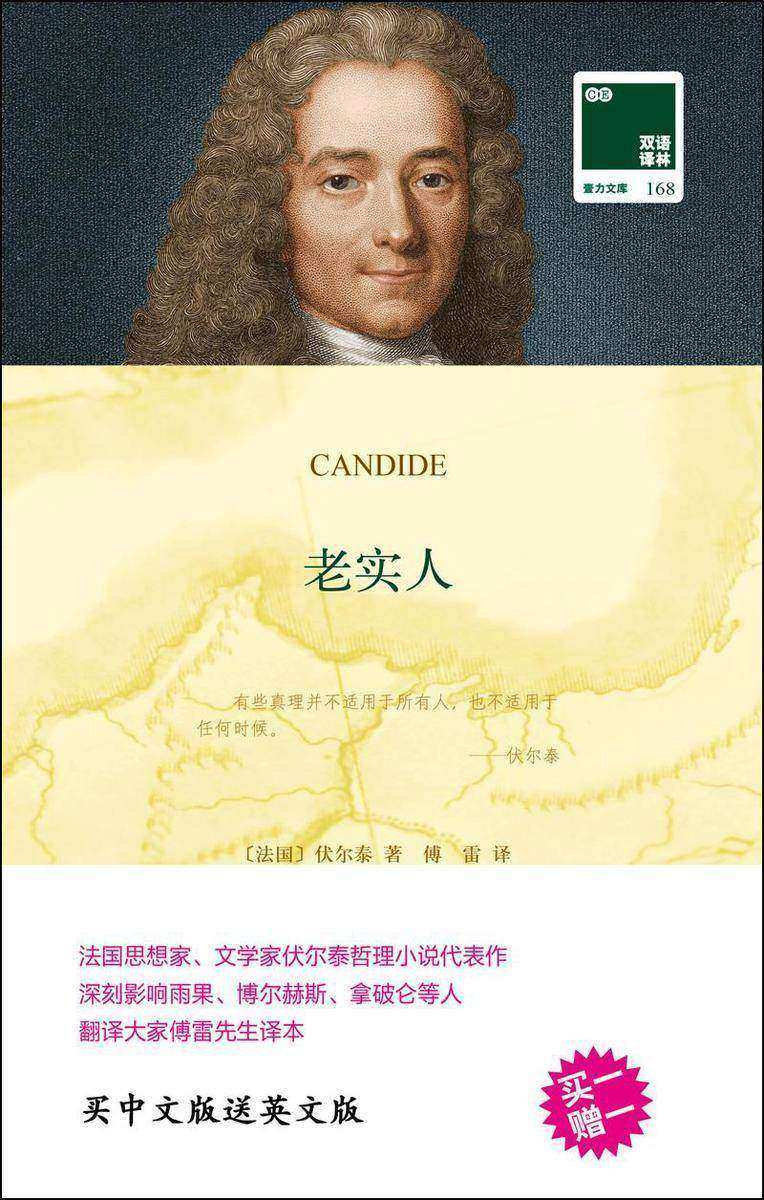 C E
双语
译林
壹力文库 168
CANDIDE
老实人
有些真理并不适用于所有人，也不适用于
任何时候。
——伏尔泰
〔法国〕伏尔泰 著 傅 雷 译
法国思想家、文学家伏尔泰哲理小说代表作
深刻影响雨果、博尔赫斯、拿破仑等人
翻译大家傅雷先生译本
买中文版送英文版
买一
赠一